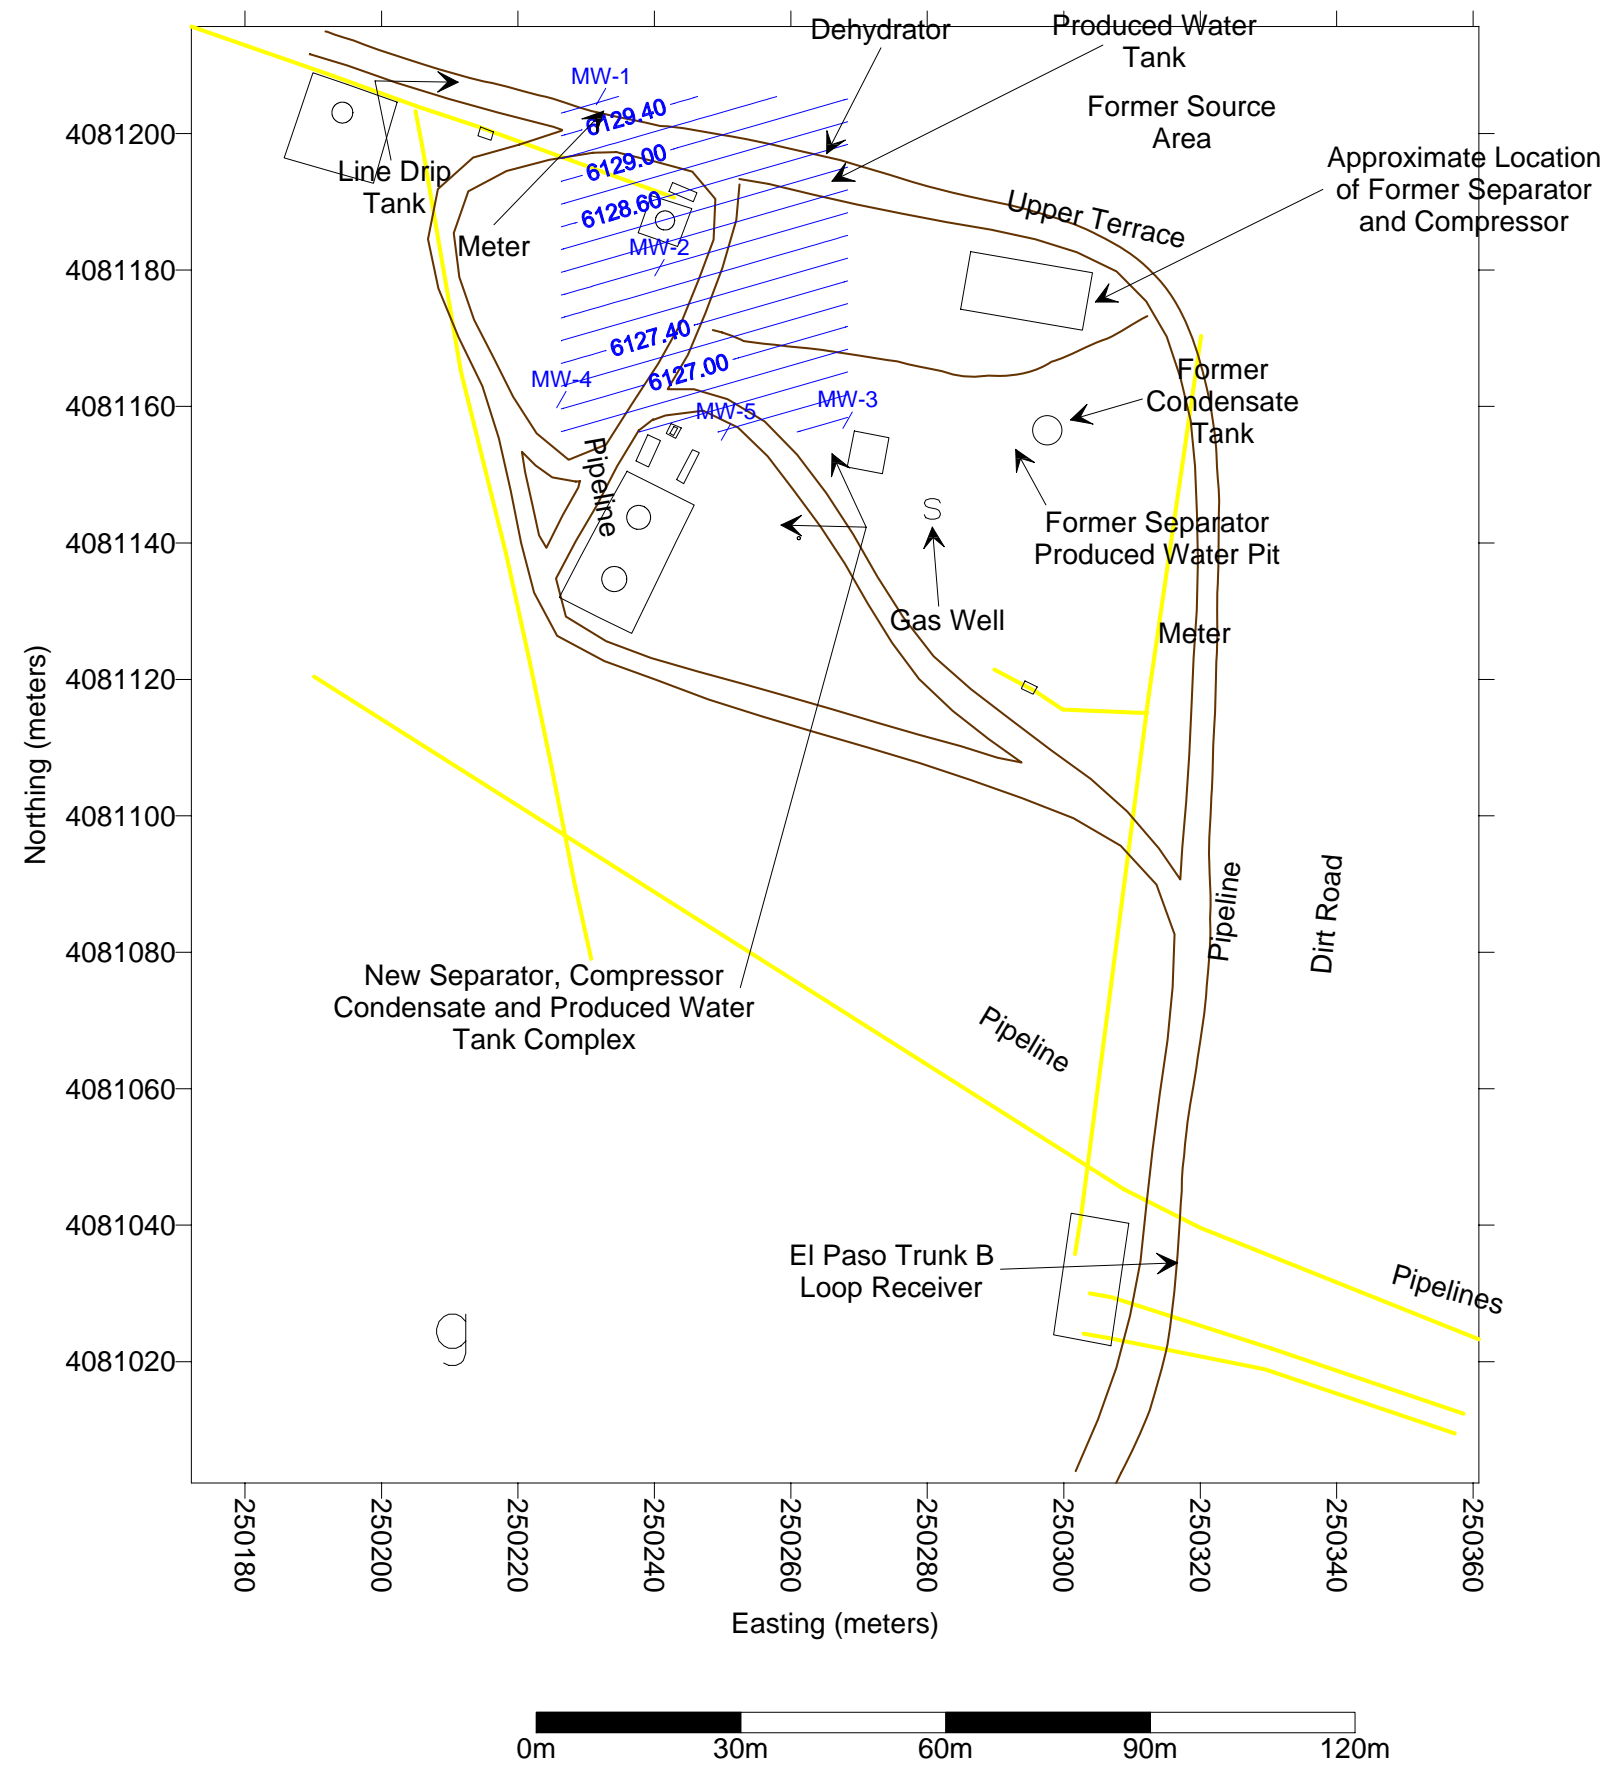 Dehydrator
Produced Water
Tank
Former Source
Area
Approximate Location
of Former Separator
and Compressor
MW-1
6129.40
6129.00
6128.60
MW-2
Line Drip
Tank
Meter
Upper Terrace
6127.40
6127.00
MW-4
MW-5
MW-3
Former
Condensate
Tank
Pipeline
s
Former Separator
Produced Water Pit
Gas Well
Meter
Pipeline
Dirt Road
New Separator, Compressor
Condensate and Produced Water
Tank Complex
Pipeline
El Paso Trunk B
Loop Receiver
Pipelines
g
Northing (meters)
4081200
4081180
4081160
4081140
4081120
4081100
4081080
4081060
4081040
4081020
250180
250200
250220
250240
250260
250280
250300
250320
250340
250360
Easting (meters)
0m
30m
60m
90m
120m